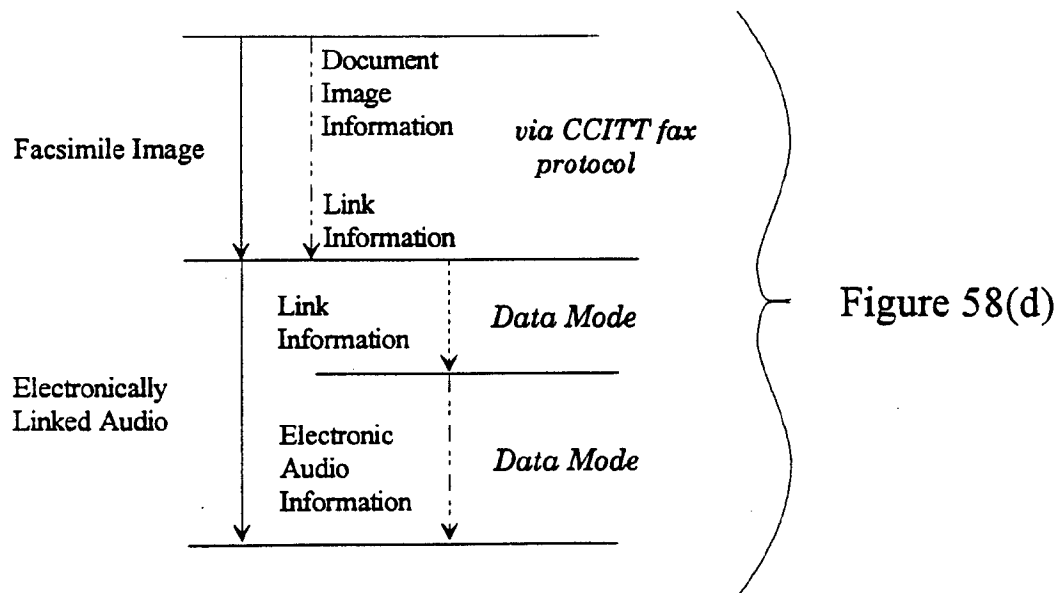 Document
Image
Information
Facsimile Image
via CCITT fax
protocol
Link
Information
Link
Information
Data Mode
Figure 58(d)
Electronically
Linked Audio
Electronic
Audio
Information
Data Mode